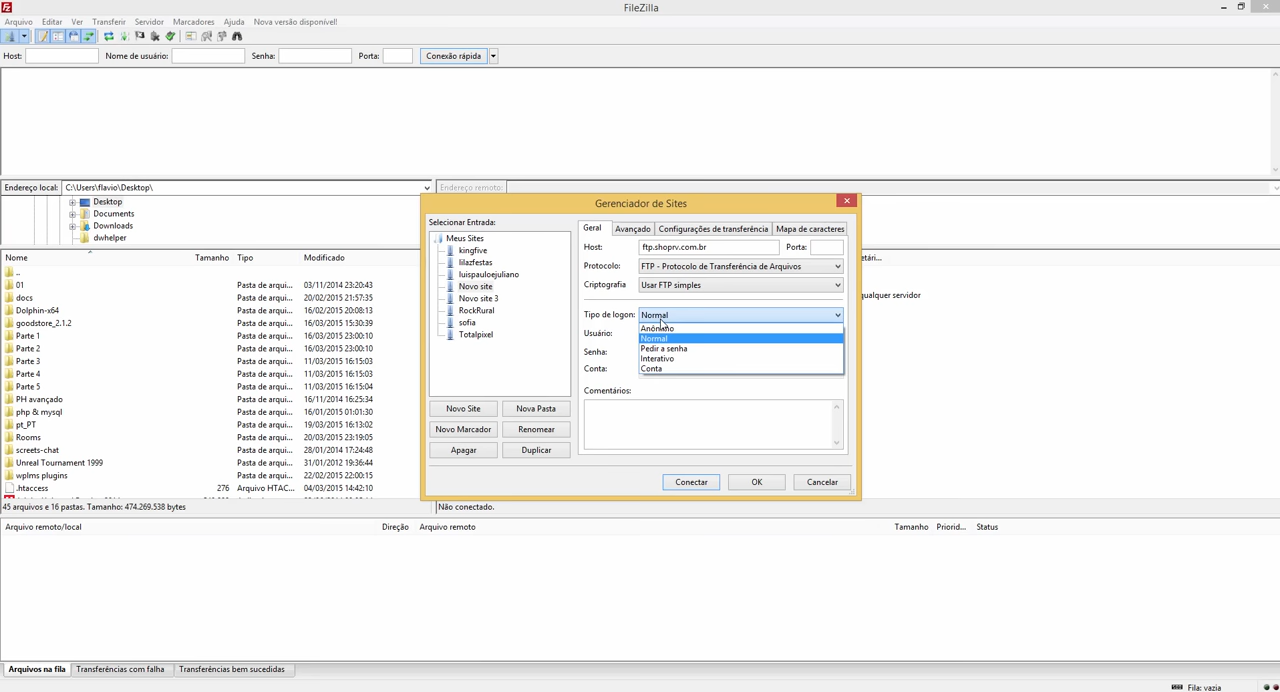 FileZilla
Arquivo Editar Ver Transferir Servidor Marcadores Ajuda Nova versão disponível!
Host: Nome de usuário: Senha: Porta: Conexão rápida
Endereço local: C:\Users\flavio\Desktop\
Endereço remoto:
Desktop
Documents
Downloads
dwhelper
Nome Tamanho Tipo Modificado
..
01 Pasta de arqui... 03/11/2014 23:20:43
docs Pasta de arqui... 20/02/2015 21:57:35
Dolphin-x64 Pasta de arqui... 16/02/2015 20:08:13
goodstore_2.1.2 Pasta de arqui... 16/03/2015 15:30:39
Parte 1 Pasta de arqui... 16/03/2015 23:00:10
Parte 2 Pasta de arqui... 16/03/2015 23:00:10
Parte 3 Pasta de arqui... 11/03/2015 16:15:03
Parte 4 Pasta de arqui... 11/03/2015 16:15:03
Parte 5 Pasta de arqui... 11/03/2015 16:15:04
PH avançado Pasta de arqui... 16/11/2014 16:25:34
php & mysql Pasta de arqui... 16/01/2015 01:01:30
pt_PT Pasta de arqui... 19/03/2015 16:13:02
Rooms Pasta de arqui... 20/03/2015 23:19:05
screets-chat Pasta de arqui... 28/01/2014 17:24:48
Unreal Tournament 1999 Pasta de arqui... 31/01/2012 19:36:44
wplms plugins Pasta de arqui... 22/02/2015 22:00:15
.htaccess 276 Arquivo HTAC... 04/03/2015 14:42:10
45 arquivos e 16 pastas. Tamanho: 474.269.538 bytes
etári...
qualquer servidor
Não conectado.
Gerenciador de Sites
Selecionar Entrada:
Meus Sites
kingfive
lilazfestas
luispauloejuliano
Novo site
Novo site 3
RockRural
sofia
Totalpixel
Novo Site Nova Pasta
Novo Marcador Renomear
Apagar Duplicar
Geral Avançado Configurações de transferência Mapa de caracteres
Host: ftp.shoprv.com.br Porta:
Protocolo: FTP - Protocolo de Transferência de Arquivos
Criptografia Usar FTP simples
Tipo de logon: Normal
Anônimo
Normal
Pedir a senha
Interativo
Conta
Usuário:
Senha:
Conta:
Comentários:
Conectar OK Cancelar
Arquivo remoto/local Direção Arquivo remoto Tamanho Priorid... Status
Arquivos na fila Transferências com falha Transferências bem sucedidas
Fila: vazia